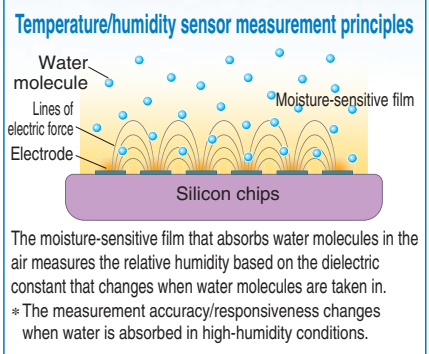 Temperature/humidity sensor measurement principles
Water
molecule
Moisture-sensitive film
Lines of
electric force
Electrode
Silicon chips
The moisture-sensitive film that absorbs water molecules in the
air measures the relative humidity based on the dielectric
constant that changes when water molecules are taken in.
* The measurement accuracy/responsiveness changes
when water is absorbed in high-humidity conditions.